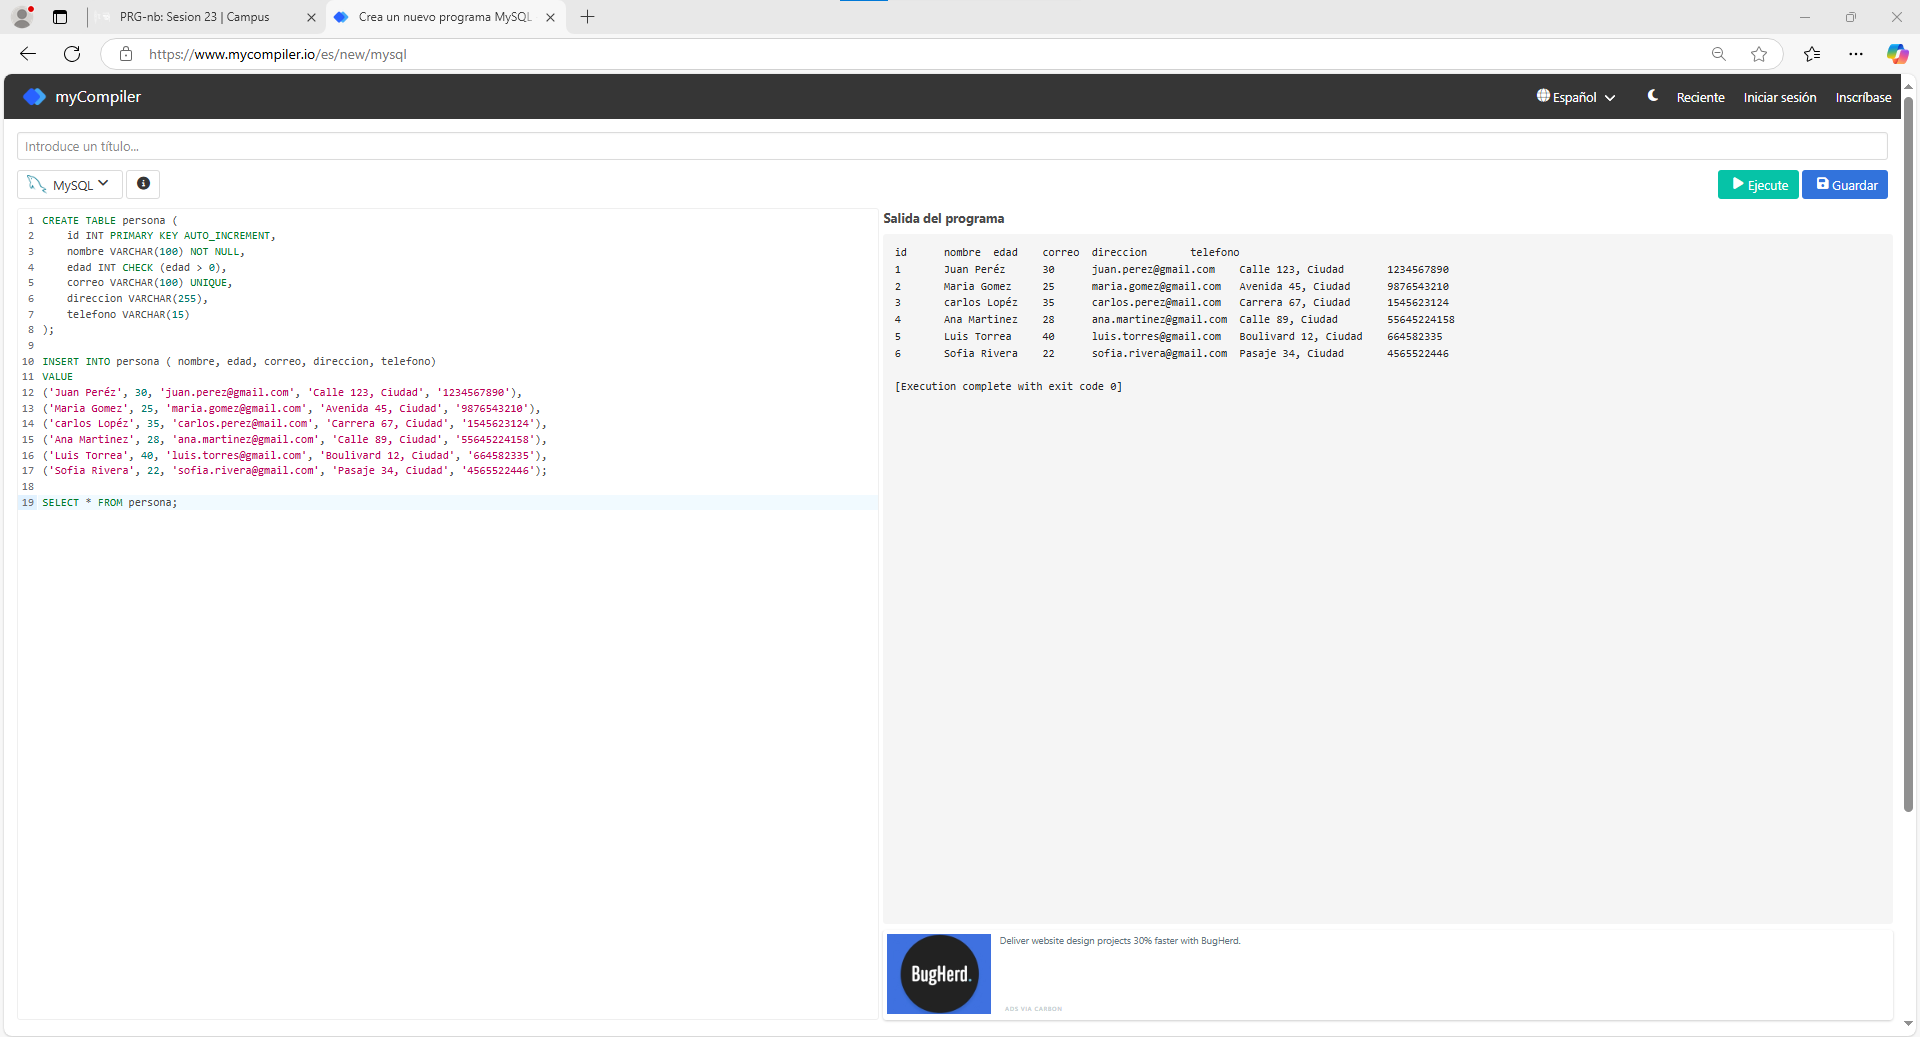 PRG-nb: Sesion 23 | Campus
Crea un nuevo programa MySQL
https://www.mycompiler.io/es/new/mysql
myCompiler
Español
Reciente
Iniciar sesión
Inscríbase
Introduce un título...
MySQL
Ejecute
Guardar
1 CREATE TABLE persona (
2 id INT PRIMARY KEY AUTO_INCREMENT,
3 nombre VARCHAR(100) NOT NULL,
4 edad INT CHECK (edad > 0),
5 correo VARCHAR(100) UNIQUE,
6 direccion VARCHAR(255),
7 telefono VARCHAR(15)
8 );
9
10 INSERT INTO persona ( nombre, edad, correo, direccion, telefono)
11 VALUE
12 ('Juan Peréz', 30, 'juan.perez@gmail.com', 'Calle 123, Ciudad', '1234567890'),
13 ('Maria Gomez', 25, 'maria.gomez@gmail.com', 'Avenida 45, Ciudad', '9876543210'),
14 ('carlos Lopéz', 35, 'carlos.perez@mail.com', 'Carrera 67, Ciudad', '1545623124'),
15 ('Ana Martinez', 28, 'ana.martinez@gmail.com', 'Calle 89, Ciudad', '55645224158'),
16 ('Luis Torrea', 40, 'luis.torres@gmail.com', 'Boulivard 12, Ciudad', '664582335'),
17 ('Sofia Rivera', 22, 'sofia.rivera@gmail.com', 'Pasaje 34, Ciudad', '4565522446');
18
19 SELECT * FROM persona;
Salida del programa
id nombre edad correo direccion telefono
1 Juan Peréz 30 juan.perez@gmail.com Calle 123, Ciudad 1234567890
2 Maria Gomez 25 maria.gomez@gmail.com Avenida 45, Ciudad 9876543210
3 carlos Lopéz 35 carlos.perez@mail.com Carrera 67, Ciudad 1545623124
4 Ana Martinez 28 ana.martinez@gmail.com Calle 89, Ciudad 55645224158
5 Luis Torrea 40 luis.torres@gmail.com Boulivard 12, Ciudad 664582335
6 Sofia Rivera 22 sofia.rivera@gmail.com Pasaje 34, Ciudad 4565522446
[Execution complete with exit code 0]
BugHerd.
Deliver website design projects 30% faster with BugHerd.
ADS VIA CARBON